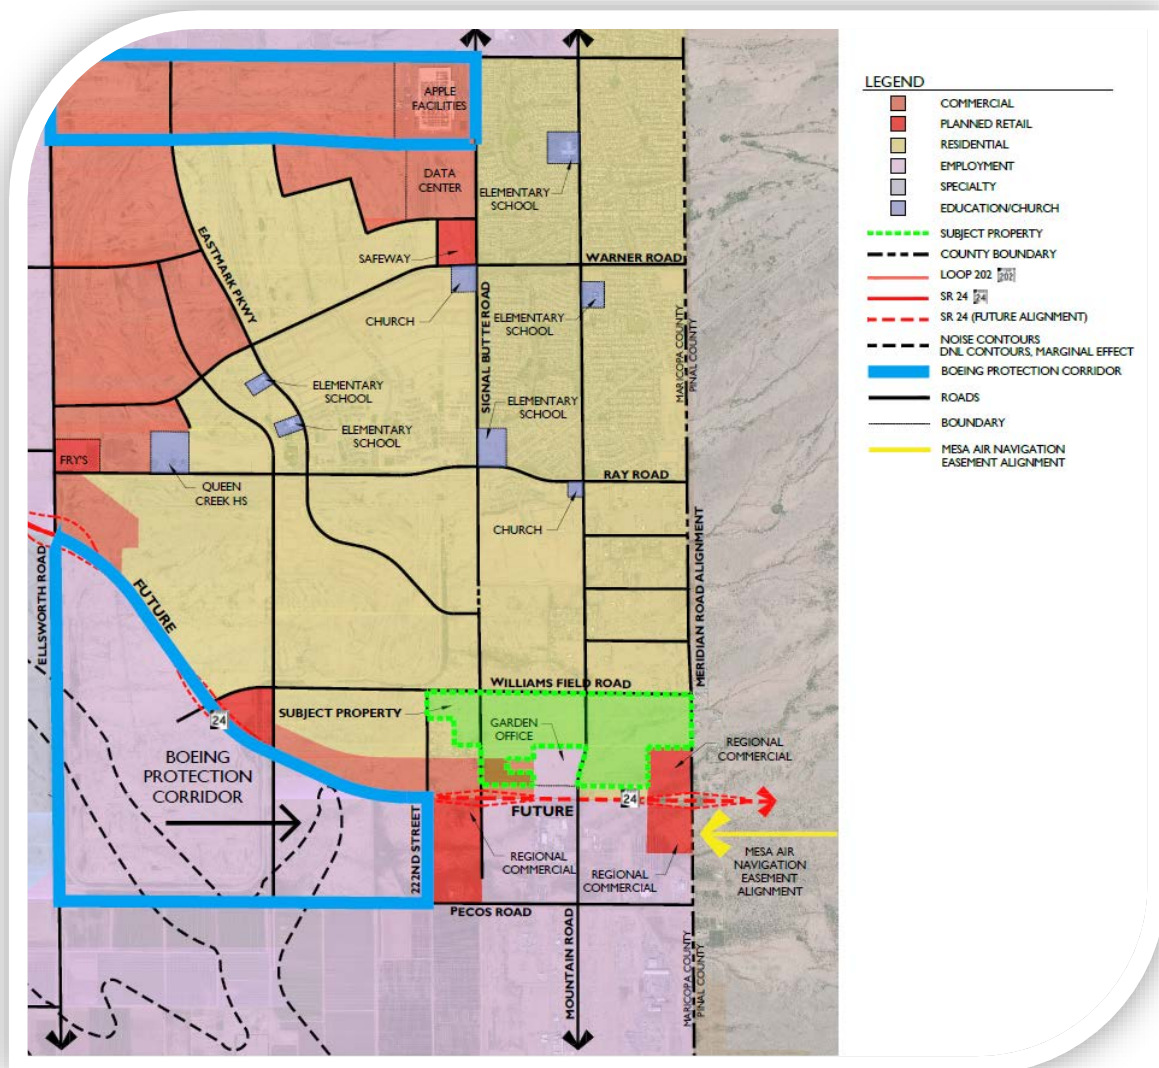 APPLE
FACILITIES
DATA
CENTER
ELEMENTARY
SCHOOL
SAFEWAY
WARNER ROAD
EASTMARK PKWY
CHURCH
SIGNAL BUTTE ROAD
ELEMENTARY
SCHOOL
MARICOPA COUNTY
PINAL COUNTY
ELEMENTARY
SCHOOL
ELEMENTARY
SCHOOL
ELEMENTARY
SCHOOL
FRY'S
QUEEN
CREEK HS
RAY ROAD
CHURCH
MERIDIAN ROAD ALIGNMENT
ELLSWORTH ROAD
FUTURE
WILLIAMS FIELD ROAD
SUBJECT PROPERTY
24
GARDEN
OFFICE
REGIONAL
COMMERCIAL
BOEING
PROTECTION
CORRIDOR
24
FUTURE
222ND STREET
REGIONAL
COMMERCIAL
REGIONAL
COMMERCIAL
MESA AIR
NAVIGATION
EASEMENT
ALIGNMENT
PECOS ROAD
MOUNTAIN ROAD
MARICOPA COUNTY
PINAL COUNTY
LEGEND
COMMERCIAL
PLANNED RETAIL
RESIDENTIAL
EMPLOYMENT
SPECIALTY
EDUCATION/CHURCH
SUBJECT PROPERTY
COUNTY BOUNDARY
LOOP 202 202
SR 24 24
SR 24 (FUTURE ALIGNMENT)
NOISE CONTOURS
DNL CONTOURS, MARGINAL EFFECT
BOEING PROTECTION CORRIDOR
ROADS
BOUNDARY
MESA AIR NAVIGATION
EASEMENT ALIGNMENT